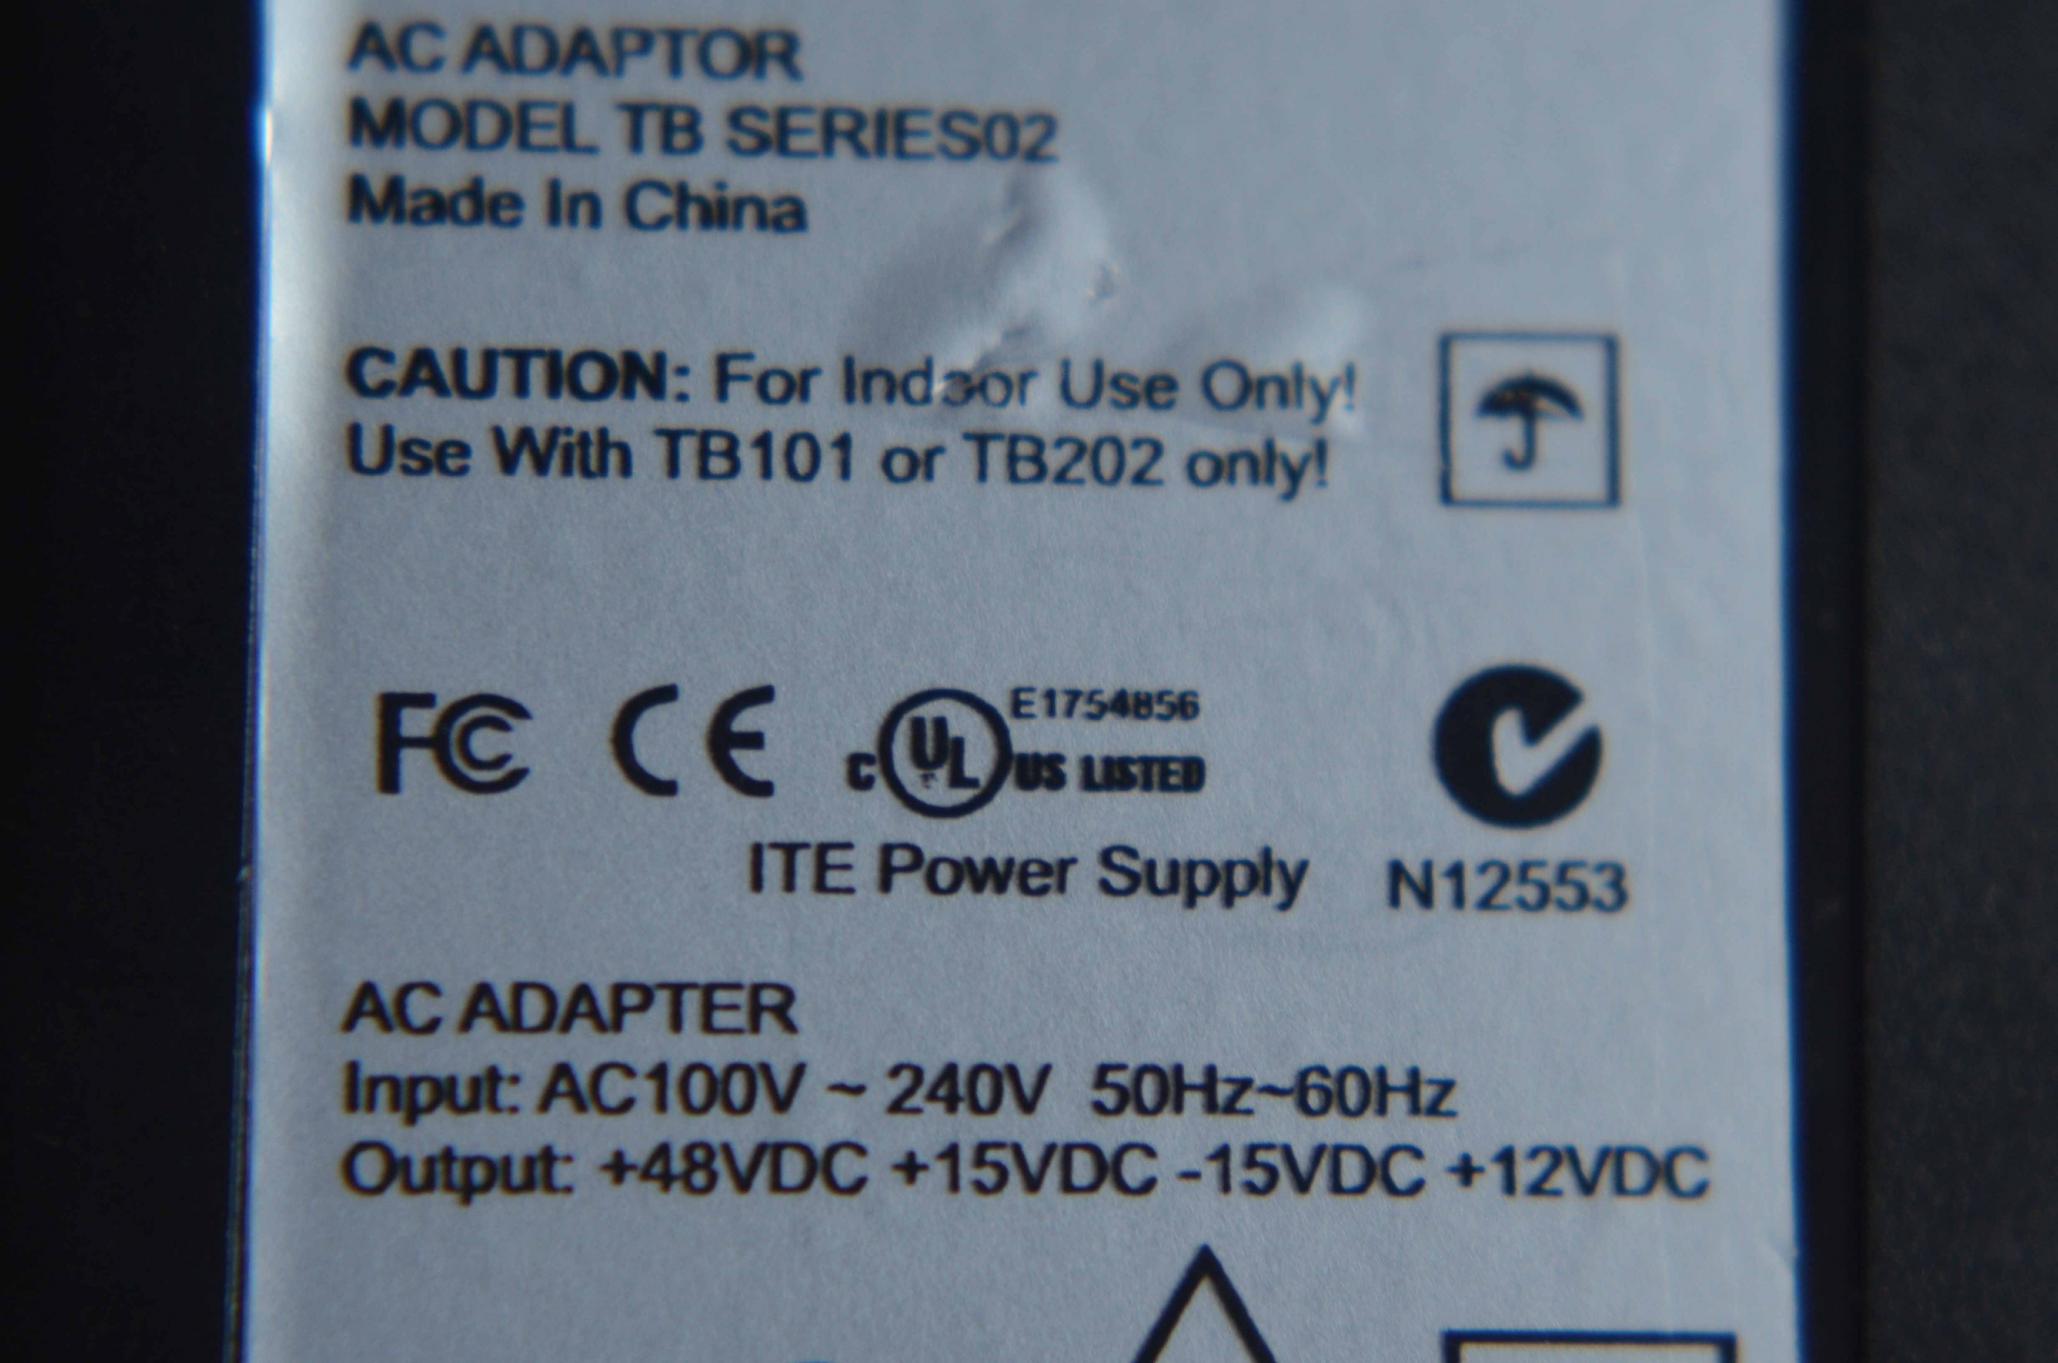 AC ADAPTOR
MODEL TB SERIES02
Made In China
CAUTION: For Indoor Use Only!
Use With TB101 or TB202 only!
FC CE c UL US LISTED E1754856
ITE Power Supply N12553
AC ADAPTER
Input: AC100V ~ 240V 50Hz~60Hz
Output: +48VDC +15VDC -15VDC +12VDC